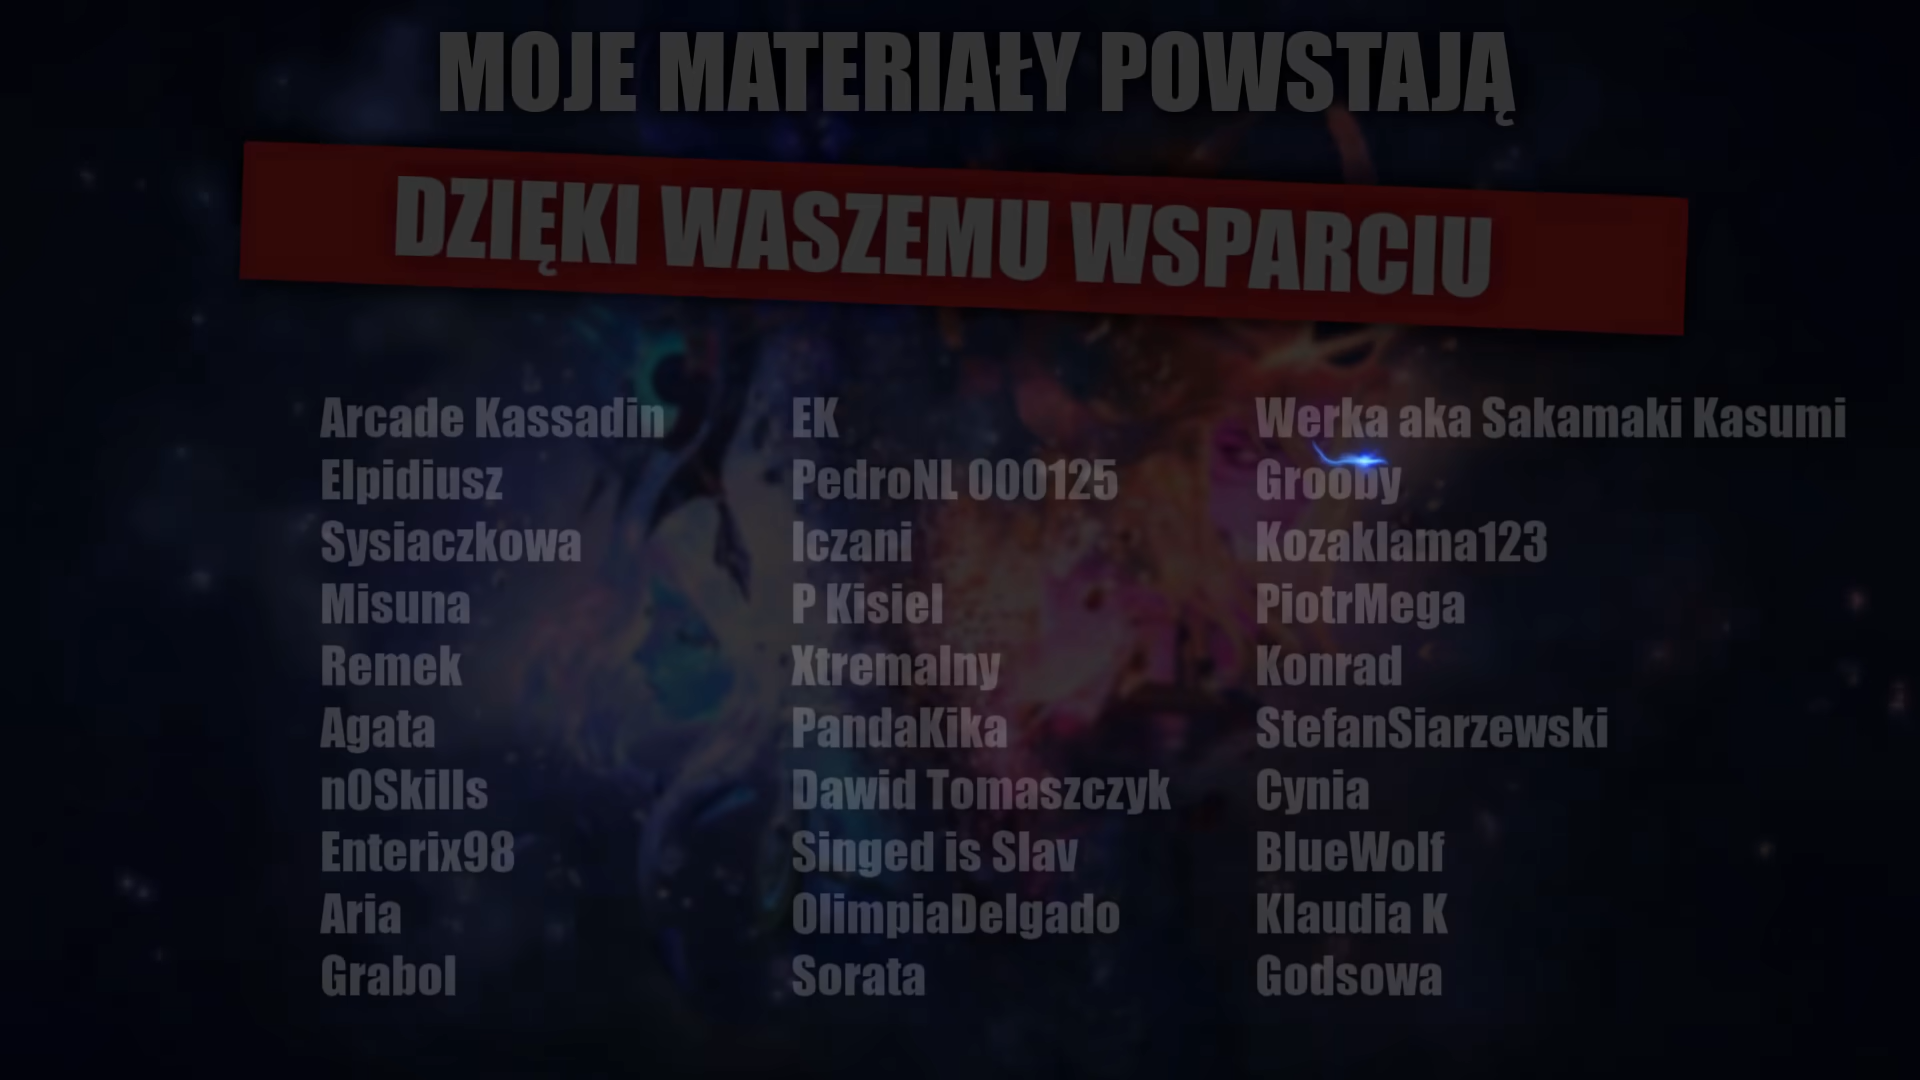 MOJE MATERIAŁY POWSTAJĄ
DZIĘKI WASZEMU WSPARCIU
Arcade Kassadin
Elpidiusz
Sysiaczkowa
Misuna
Remek
Agata
n0Skills
Enterix98
Aria
Grabol
EK
PedroNL 000125
Iczani
P Kisiel
Xtremalny
PandaKika
Dawid Tomaszczyk
Singed is Slav
OlimpiaDelgado
Sorata
Werka aka Sakamaki Kasumi
Grooby
Kozaklama123
PiotrMega
Konrad
StefanSiarzewski
Cynia
BlueWolf
Klaudia K
Godsowa